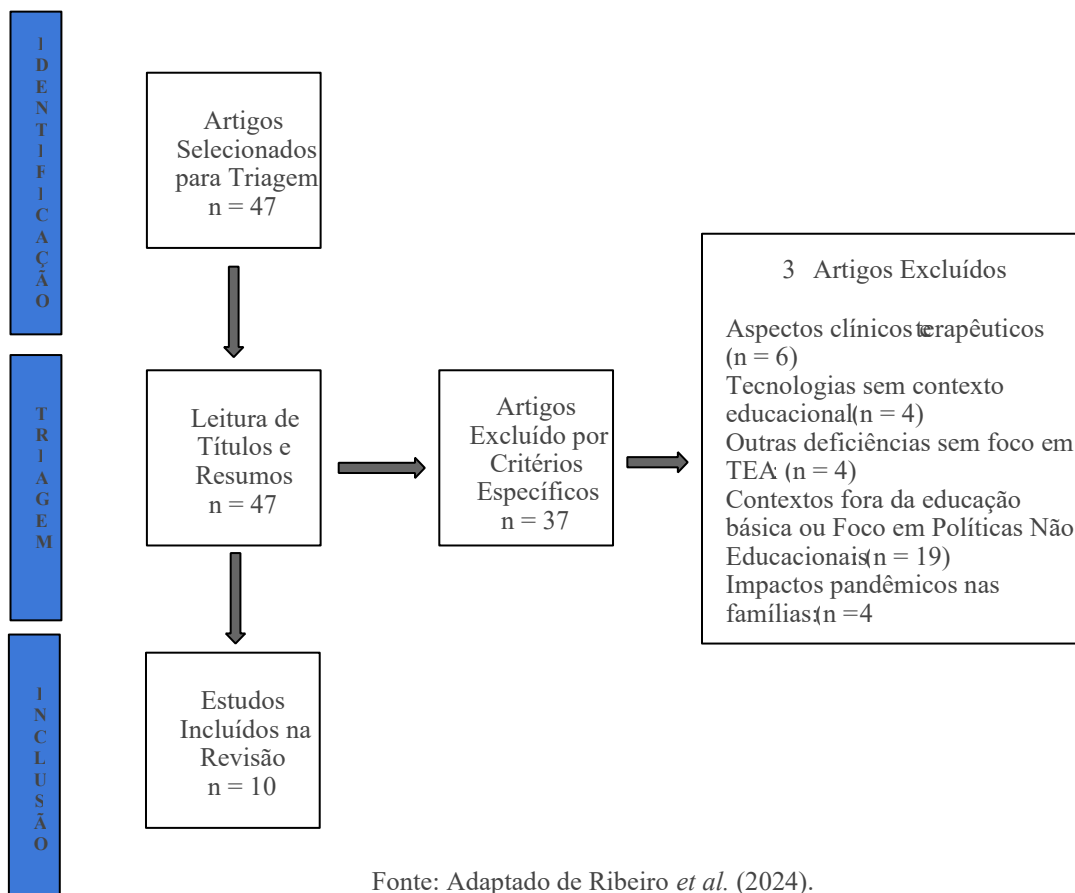 IDENTIFICAÇÃO
Artigos
Selecionados
para Triagem
n = 47
TRIAGEM
Leitura de
Títulos e
Resumos
n = 47
Artigos
Excluído por
Critérios
Específicos
n = 37
3 Artigos Excluídos
Aspectos clínicos e terapêuticos
(n = 6)
Tecnologias sem contexto
educacional (n = 4)
Outras deficiências sem foco em
TEA: (n = 4)
Contextos fora da educação
básica ou Foco em Políticas Não
Educacionais: (n = 19)
Impactos pandêmicos nas
famílias: (n =4
INCLUSÃO
Estudos
Incluídos na
Revisão
n = 10
Fonte: Adaptado de Ribeiro et al. (2024).